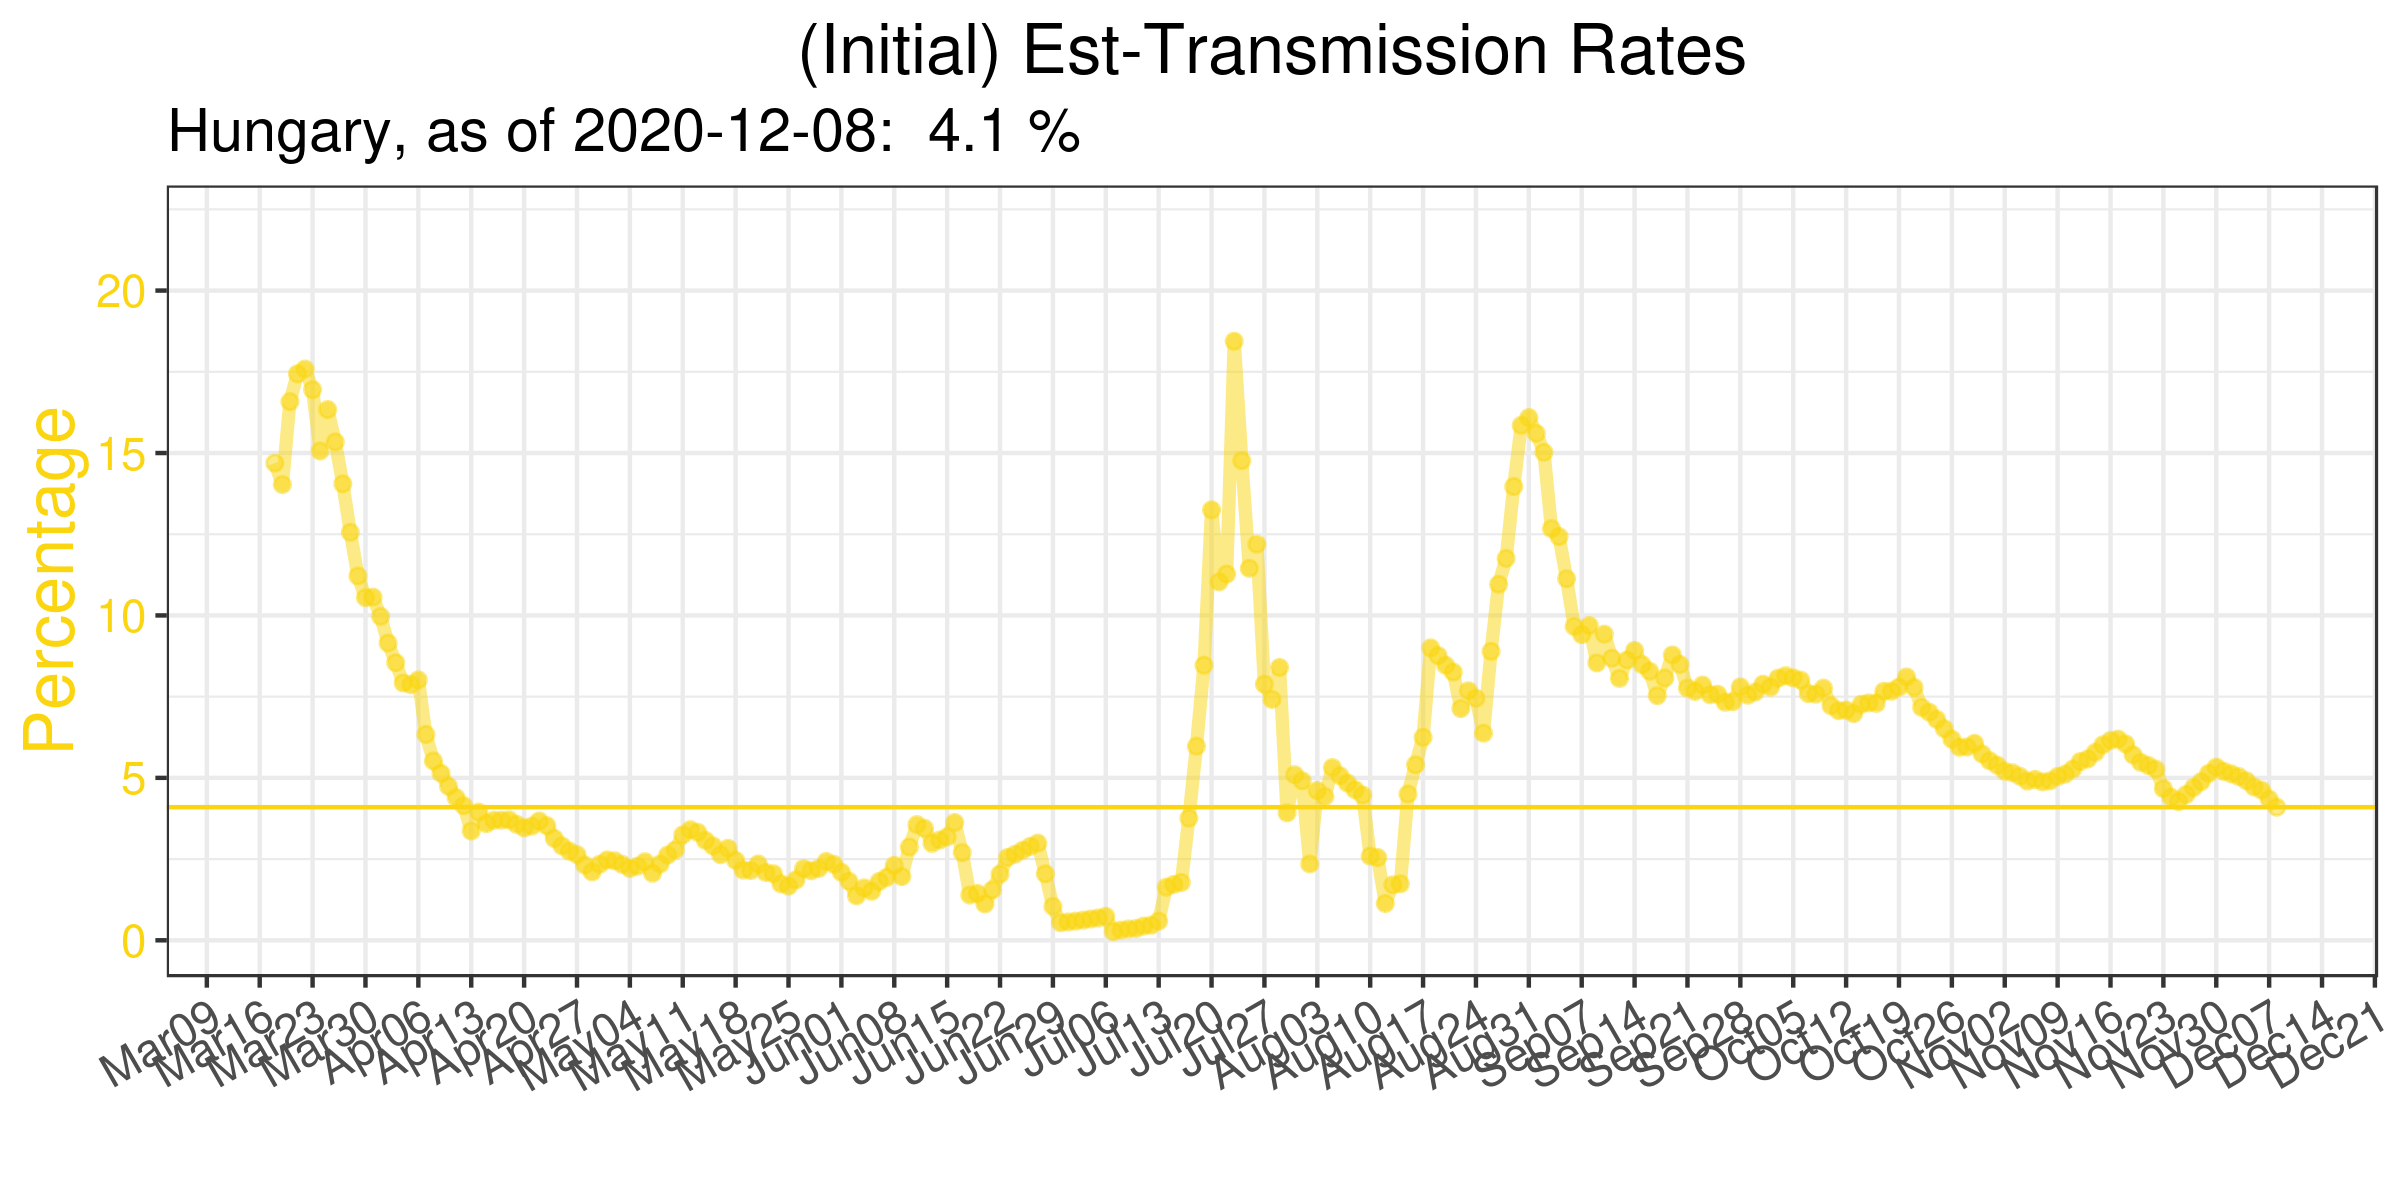 (Initial) Est-Transmission Rates
Hungary, as of 2020-12-08:  4.1 %
Percentage
20
15
10
5
0
Mar09
Mar16
Mar23
Mar30
Apr06
Apr13
Apr20
Apr27
May04
May11
May18
May25
Jun01
Jun08
Jun15
Jun22
Jun29
Jul06
Jul13
Jul20
Jul27
Aug03
Aug10
Aug17
Aug24
Aug31
Sep07
Sep14
Sep21
Sep28
Oct05
Oct12
Oct19
Oct26
Nov02
Nov09
Nov16
Nov23
Nov30
Dec07
Dec14
Dec21